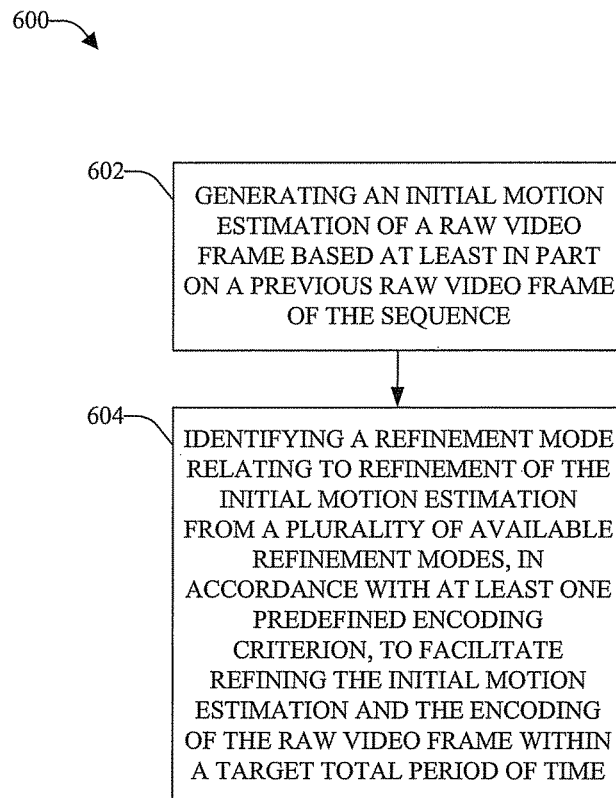 600
602
GENERATING AN INITIAL MOTION
ESTIMATION OF A RAW VIDEO
FRAME BASED AT LEAST IN PART
ON A PREVIOUS RAW VIDEO FRAME
OF THE SEQUENCE
604
IDENTIFYING A REFINEMENT MODE
RELATING TO REFINEMENT OF THE
INITIAL MOTION ESTIMATION
FROM A PLURALITY OF AVAILABLE
REFINEMENT MODES, IN
ACCORDANCE WITH AT LEAST ONE
PREDEFINED ENCODING
CRITERION, TO FACILITATE
REFINING THE INITIAL MOTION
ESTIMATION AND THE ENCODING
OF THE RAW VIDEO FRAME WITHIN
A TARGET TOTAL PERIOD OF TIME